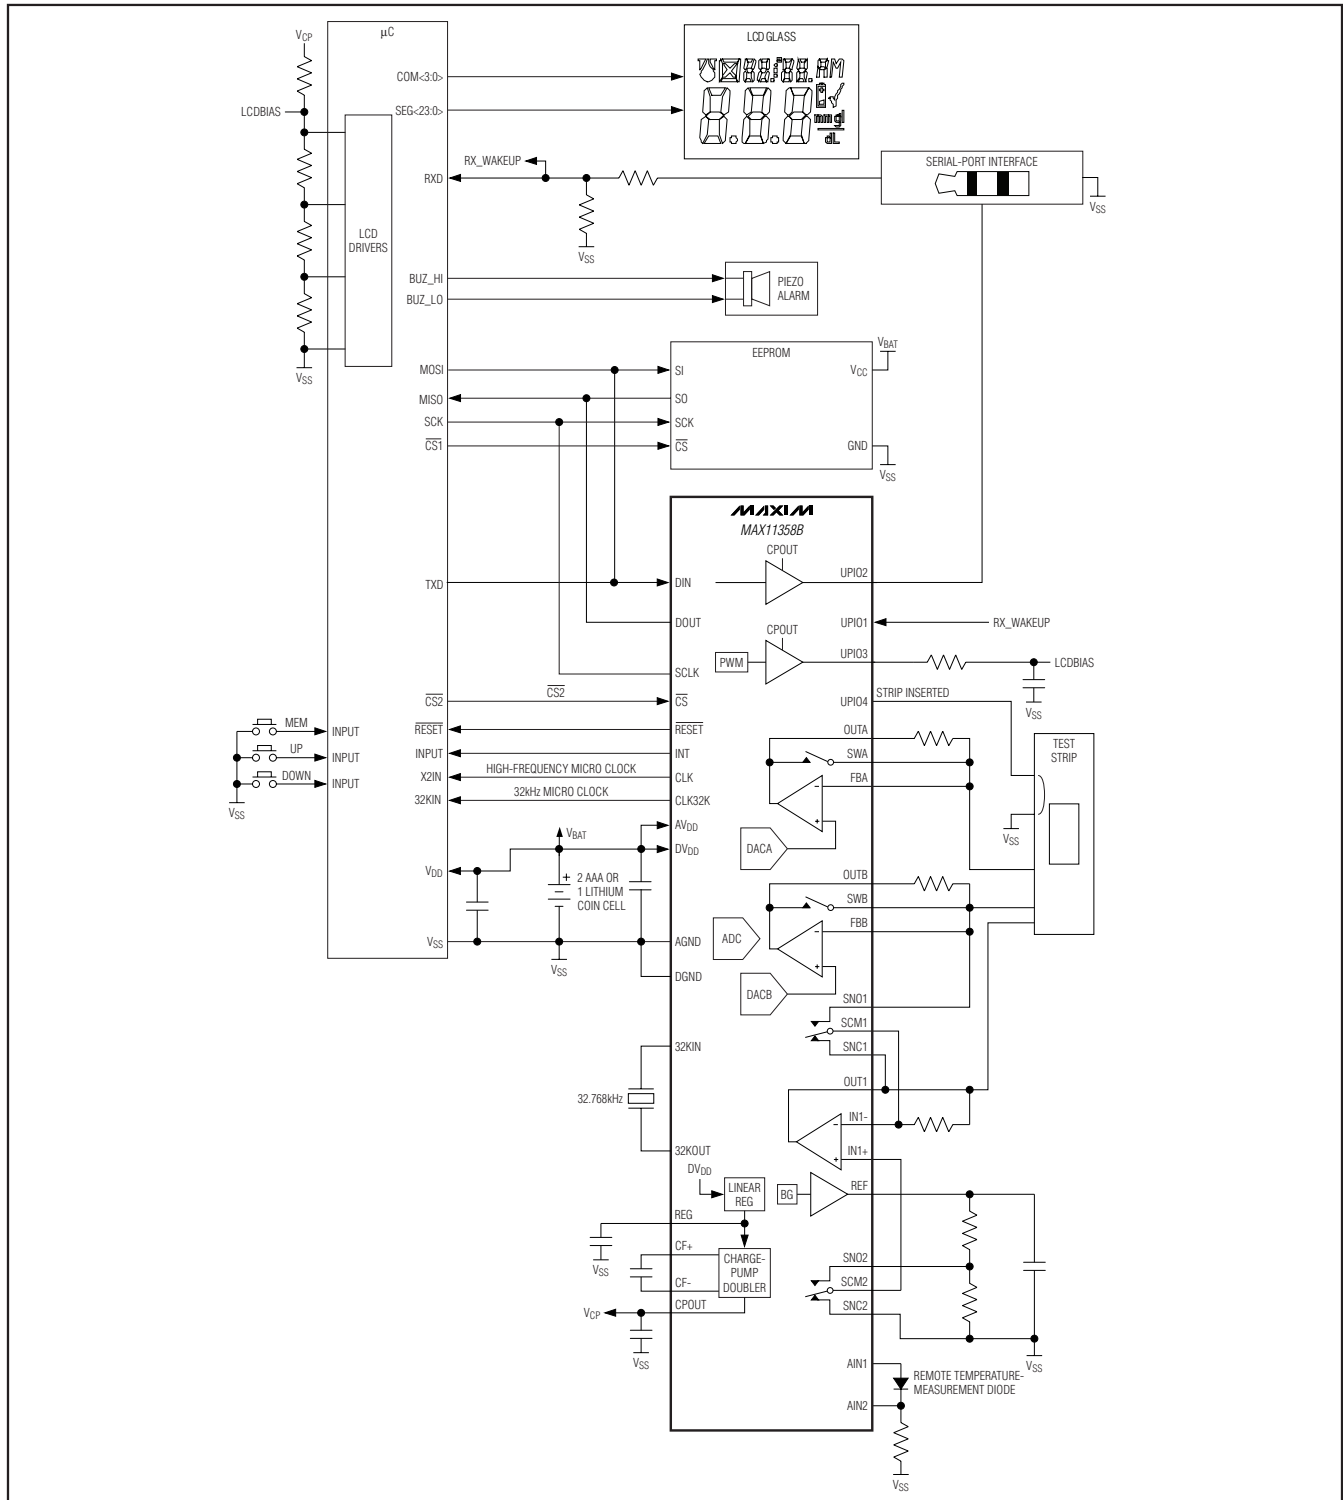 VCP
µC
LCD GLASS
COM<3:0>
88:88. AM
SEG<23:0>
LCDBIAS
8.8.8
mmgl
dL
RX_WAKEUP
SERIAL-PORT INTERFACE
RXD
VSS
VSS
LCD
DRIVERS
BUZ_HI
BUZ_LO
PIEZO
ALARM
VSS
EEPROM
VBAT
MOSI
SI
VCC
MISO
SO
SCK
SCK
CS1
CS
GND
VSS
MAXIM
MAX11358B
CPOUT
TXD
DIN
UPIO2
DOUT
UPIO1
RX_WAKEUP
CPOUT
PWM
UPIO3
LCDBIAS
SCLK
VSS
CS2
CS2
CS
UPIO4
STRIP INSERTED
MEM
INPUT
RESET
RESET
OUTA
TEST
STRIP
UP
INPUT
INPUT
INT
SWA
DOWN
INPUT
X2IN
HIGH-FREQUENCY MICRO CLOCK
CLK
FBA
VSS
32KIN
32kHz MICRO CLOCK
CLK32K
VSS
AVDD
VBAT
DVDD
DACA
VDD
+
2 AAA OR
1 LITHIUM
COIN CELL
OUTB
SWB
FBB
ADC
VSS
AGND
VSS
DGND
DACB
SNO1
SCM1
SNC1
32KIN
OUT1
32.768kHz
IN1-
IN1+
32KOUT
DVDD
LINEAR
REG
BG
REF
REG
VSS
CF+
CHARGE-
PUMP
DOUBLER
CF-
SNO2
SCM2
SNC2
CPOUT
VCP
VSS
VSS
AIN1
REMOTE TEMPERATURE-
MEASUREMENT DIODE
AIN2
VSS